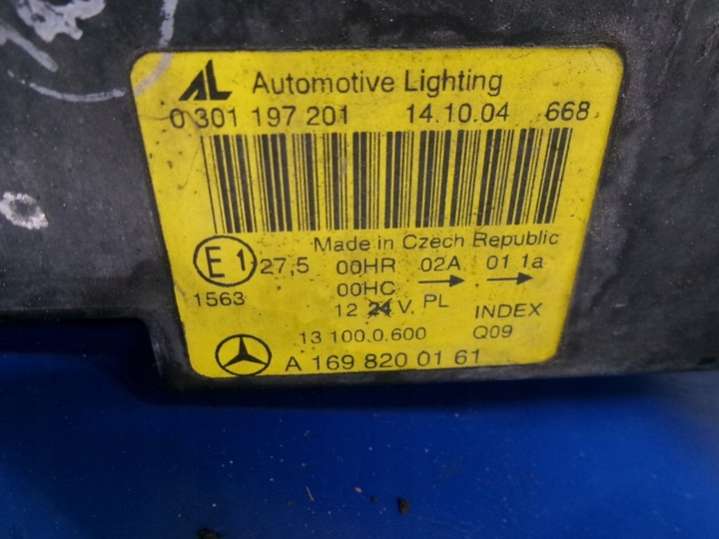 AL Automotive Lighting
0 301 197 201 14.10.04 668
Made in Czech Republic
E1 27,5 00HR 02A 01 1a
1563 00HC → →
12 24 V. PL INDEX
13 100.0.600 Q09
A 169 820 01 61